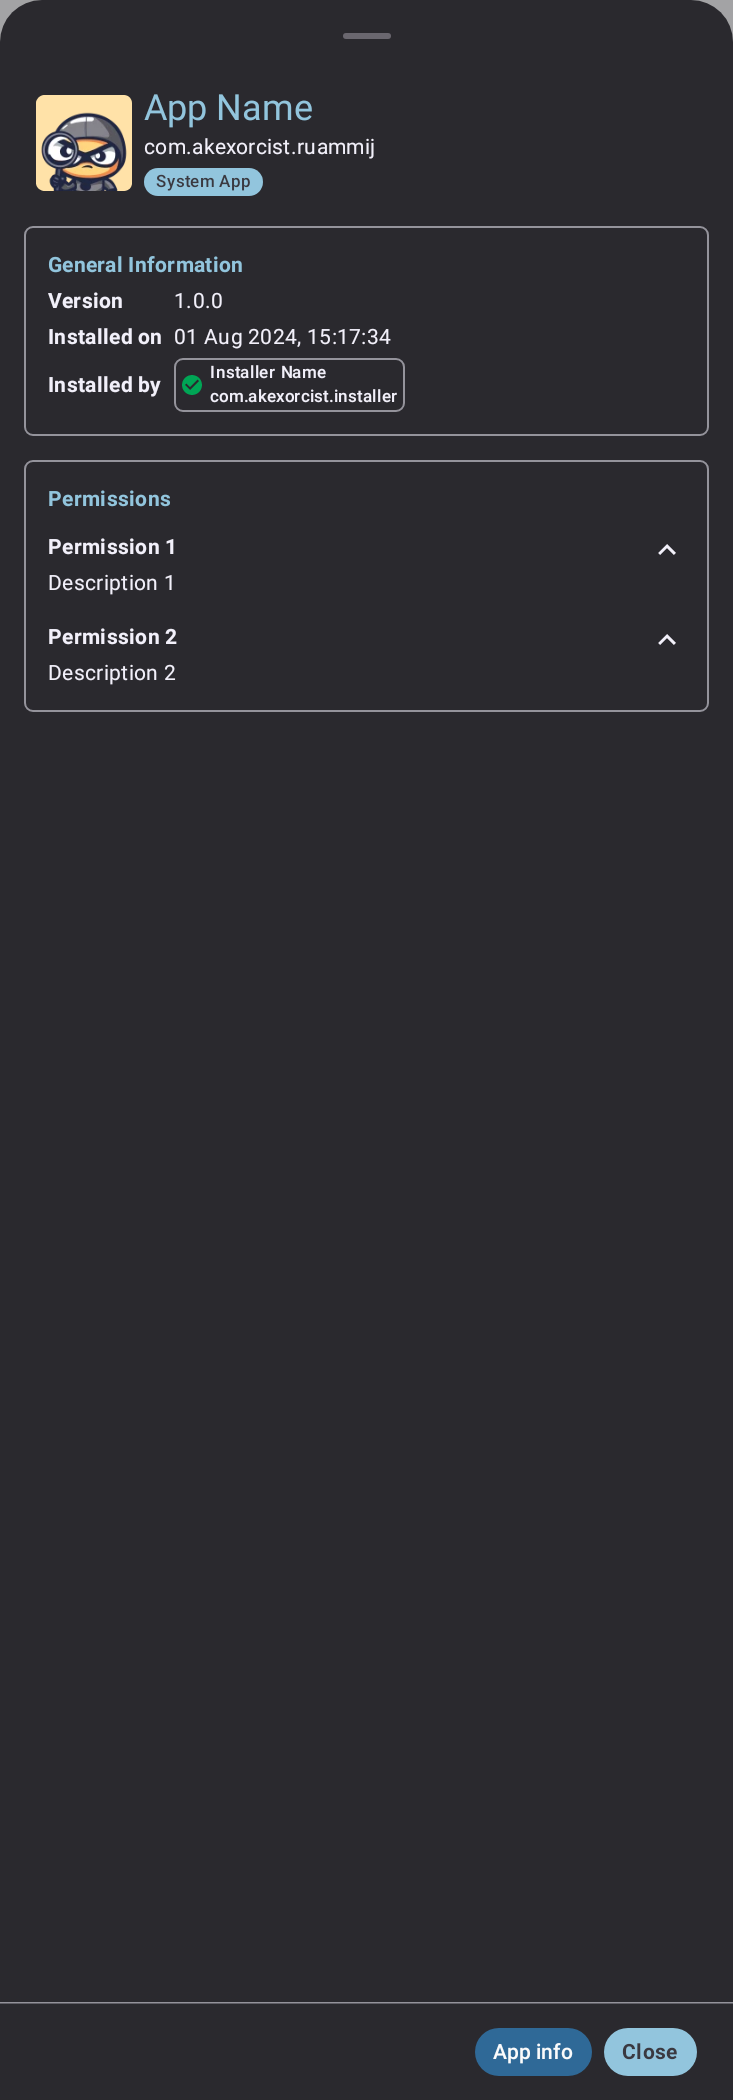 App Name
com.akexorcist.ruammij
System App
General Information
Version 1.0.0
Installed on 01 Aug 2024, 15:17:34
Installed by
Installer Name
com.akexorcist.installer
Permissions
Permission 1
Description 1
Permission 2
Description 2
App info Close